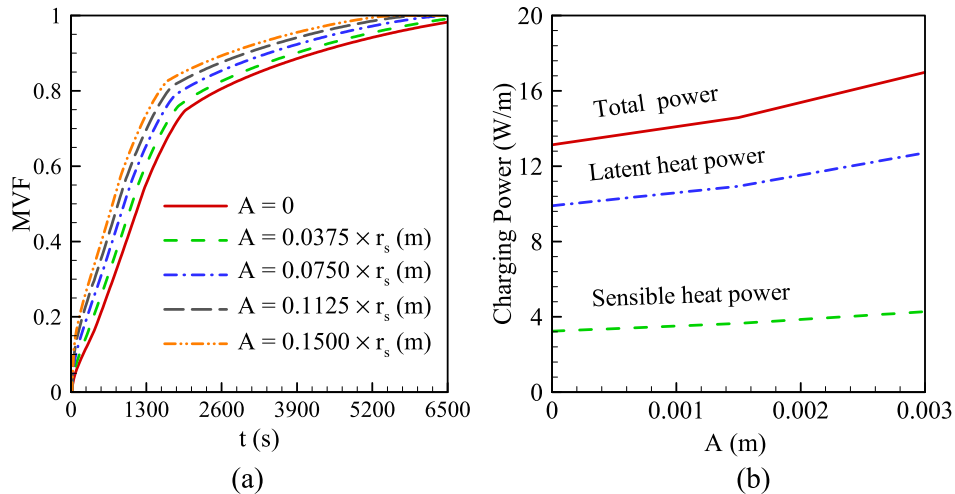 MVF
1
0.8
0.6
0.4
0.2
0
0
1300
2600
3900
5200
6500
t (s)
A = 0
A = 0.0375 × r_s (m)
A = 0.0750 × r_s (m)
A = 0.1125 × r_s (m)
A = 0.1500 × r_s (m)
(a)
Charging Power (W/m)
20
16
12
8
4
0
0
0.001
0.002
0.003
A (m)
Total power
Latent heat power
Sensible heat power
(b)